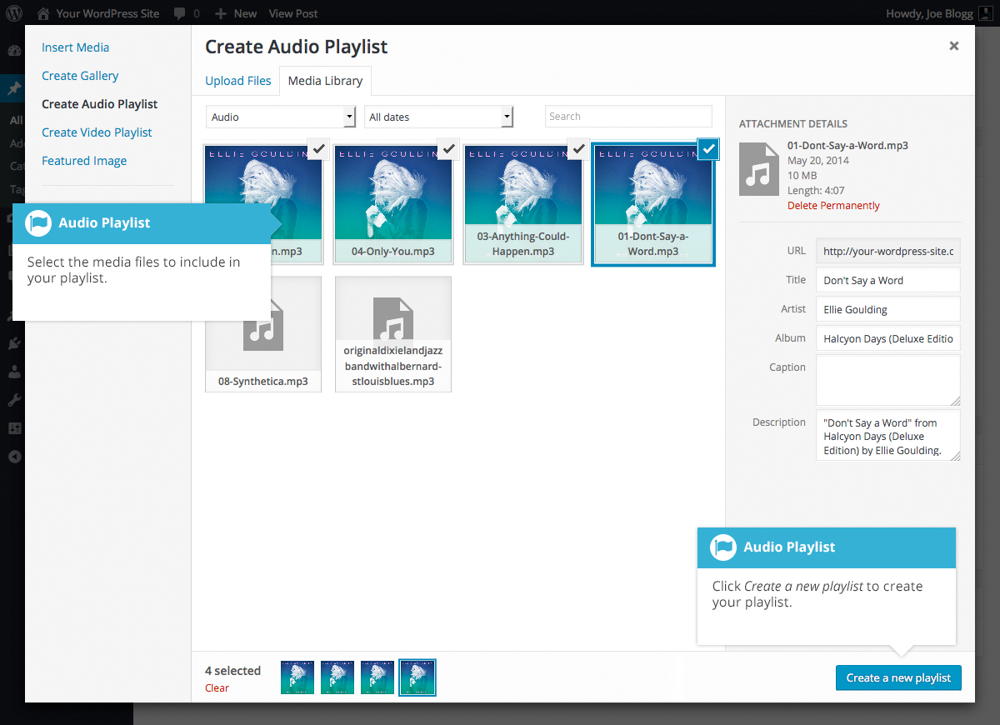 Your WordPress Site 0 New View Post Howdy, Joe Blogg
Insert Media
Create Gallery
Create Audio Playlist
Create Video Playlist
Featured Image
Create Audio Playlist
Upload Files Media Library
Audio All dates Search
ELLIE GOULDIN
ELLIE GOULDIN
ELLIE GOULDIN
ELLIE GOULDIN
n.mp3
04-Only-You.mp3
03-Anything-Could-
Happen.mp3
01-Dont-Say-a-
Word.mp3
Audio Playlist
Select the media files to include in
your playlist.
08-Synthetica.mp3
originaldixielandjazz
bandwithalbernard-
stlouisblues.mp3
ATTACHMENT DETAILS
01-Dont-Say-a-Word.mp3
May 20, 2014
10 MB
Length: 4:07
Delete Permanently
URL http://your-wordpress-site.c
Title Don't Say a Word
Artist Ellie Goulding
Album Halcyon Days (Deluxe Editio
Caption
Description "Don't Say a Word" from
Halcyon Days (Deluxe
Edition) by Ellie Goulding.
Audio Playlist
Click Create a new playlist to create
your playlist.
4 selected
Clear
Create a new playlist
All
Ad
Cat
Tag